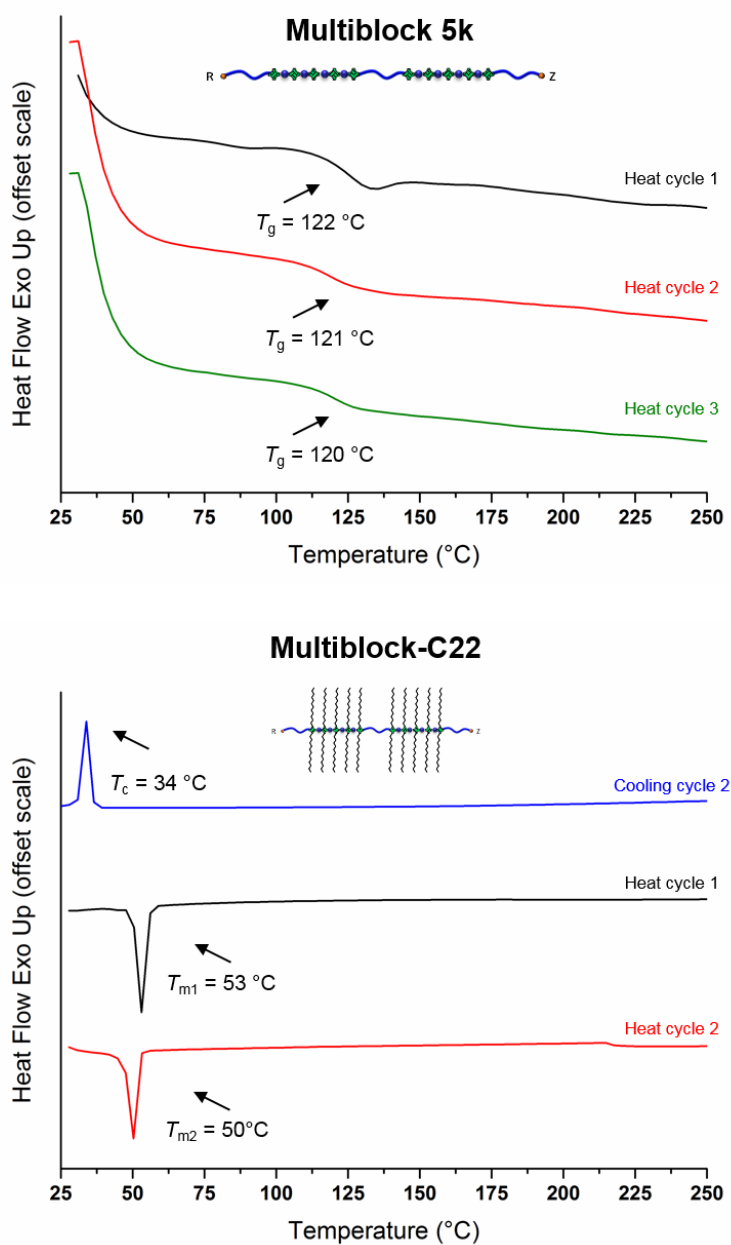 Multiblock 5k
R
Z
Heat Flow Exo Up (offset scale)
Heat cycle 1
Tg = 122 °C
Heat cycle 2
Tg = 121 °C
Heat cycle 3
Tg = 120 °C
25 50 75 100 125 150 175 200 225 250
Temperature (°C)
Multiblock-C22
R
Z
Heat Flow Exo Up (offset scale)
Tc = 34 °C
Cooling cycle 2
Heat cycle 1
Tm1 = 53 °C
Heat cycle 2
Tm2 = 50°C
25 50 75 100 125 150 175 200 225 250
Temperature (°C)